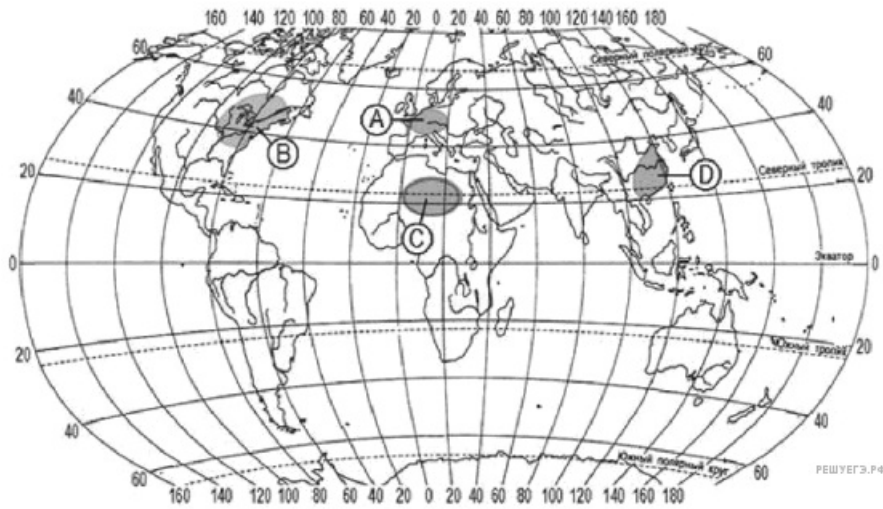 160 140 120 100 80 60 40 20 0 20 40 60 80 100 120 140 160 180
Северный полярный круг
60 60
40 40
A
B
D
Северный тропик
20 20
C
Экватор
0 0
20 20
Южный тропик
40 40
Южный полярный круг
60 60
160 140 120 100 80 60 40 20 0 20 40 60 80 100 120 140 160 180
РЕШУЕГЭ.РФ